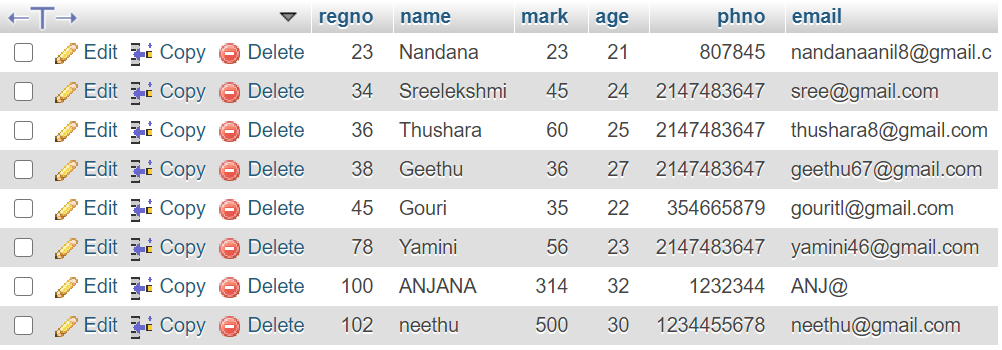 regno name mark age phno email
Edit Copy Delete 23 Nandana 23 21 807845 nandanaanil8@gmail.c
Edit Copy Delete 34 Sreelekshmi 45 24 2147483647 sree@gmail.com
Edit Copy Delete 36 Thushara 60 25 2147483647 thushara8@gmail.com
Edit Copy Delete 38 Geethu 36 27 2147483647 geethu67@gmail.com
Edit Copy Delete 45 Gouri 35 22 354665879 gouritl@gmail.com
Edit Copy Delete 78 Yamini 56 23 2147483647 yamini46@gmail.com
Edit Copy Delete 100 ANJANA 314 32 1232344 ANJ@
Edit Copy Delete 102 neethu 500 30 1234455678 neethu@gmail.com